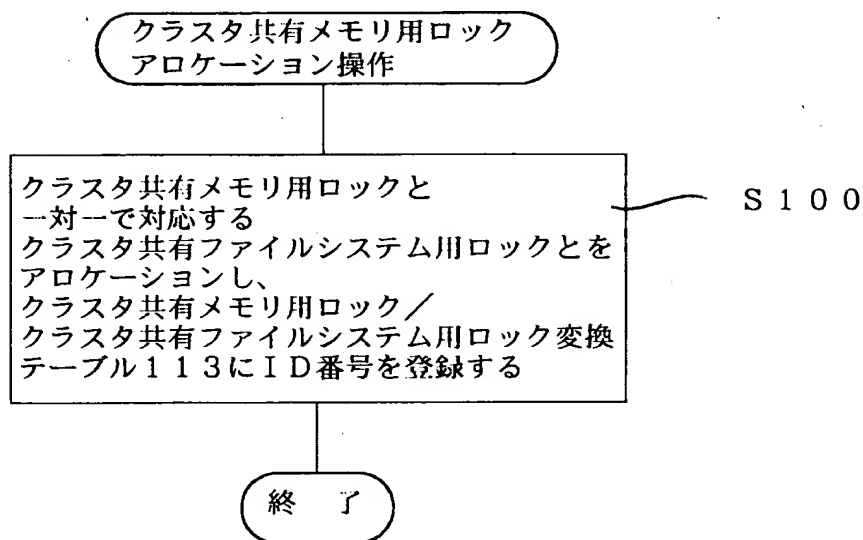 クラスタ共有メモリ用ロック
アロケーション操作
クラスタ共有メモリ用ロックと
一対一で対応する
クラスタ共有ファイルシステム用ロックとを
アロケーションし、
クラスタ共有メモリ用ロック／
クラスタ共有ファイルシステム用ロック変換
テーブル１１３にＩＤ番号を登録する
Ｓ１００
終　了